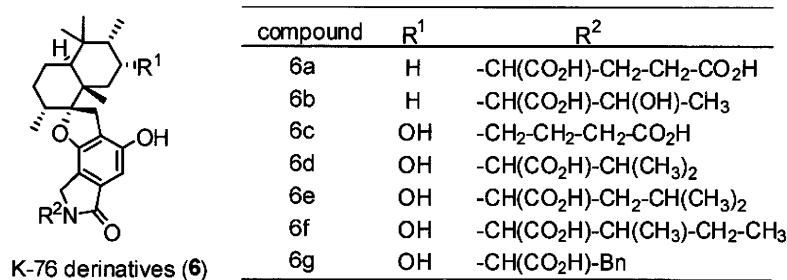 H
R¹
O
OH
R²N
O
K-76 derinatives (6)
compound R¹ R²
6a H -CH(CO₂H)-CH₂-CH₂-CO₂H
6b H -CH(CO₂H)-CH(OH)-CH₃
6c OH -CH₂-CH₂-CH₂-CO₂H
6d OH -CH(CO₂H)-CH(CH₃)₂
6e OH -CH(CO₂H)-CH₂-CH(CH₃)₂
6f OH -CH(CO₂H)-CH(CH₃)-CH₂-CH₃
6g OH -CH(CO₂H)-Bn